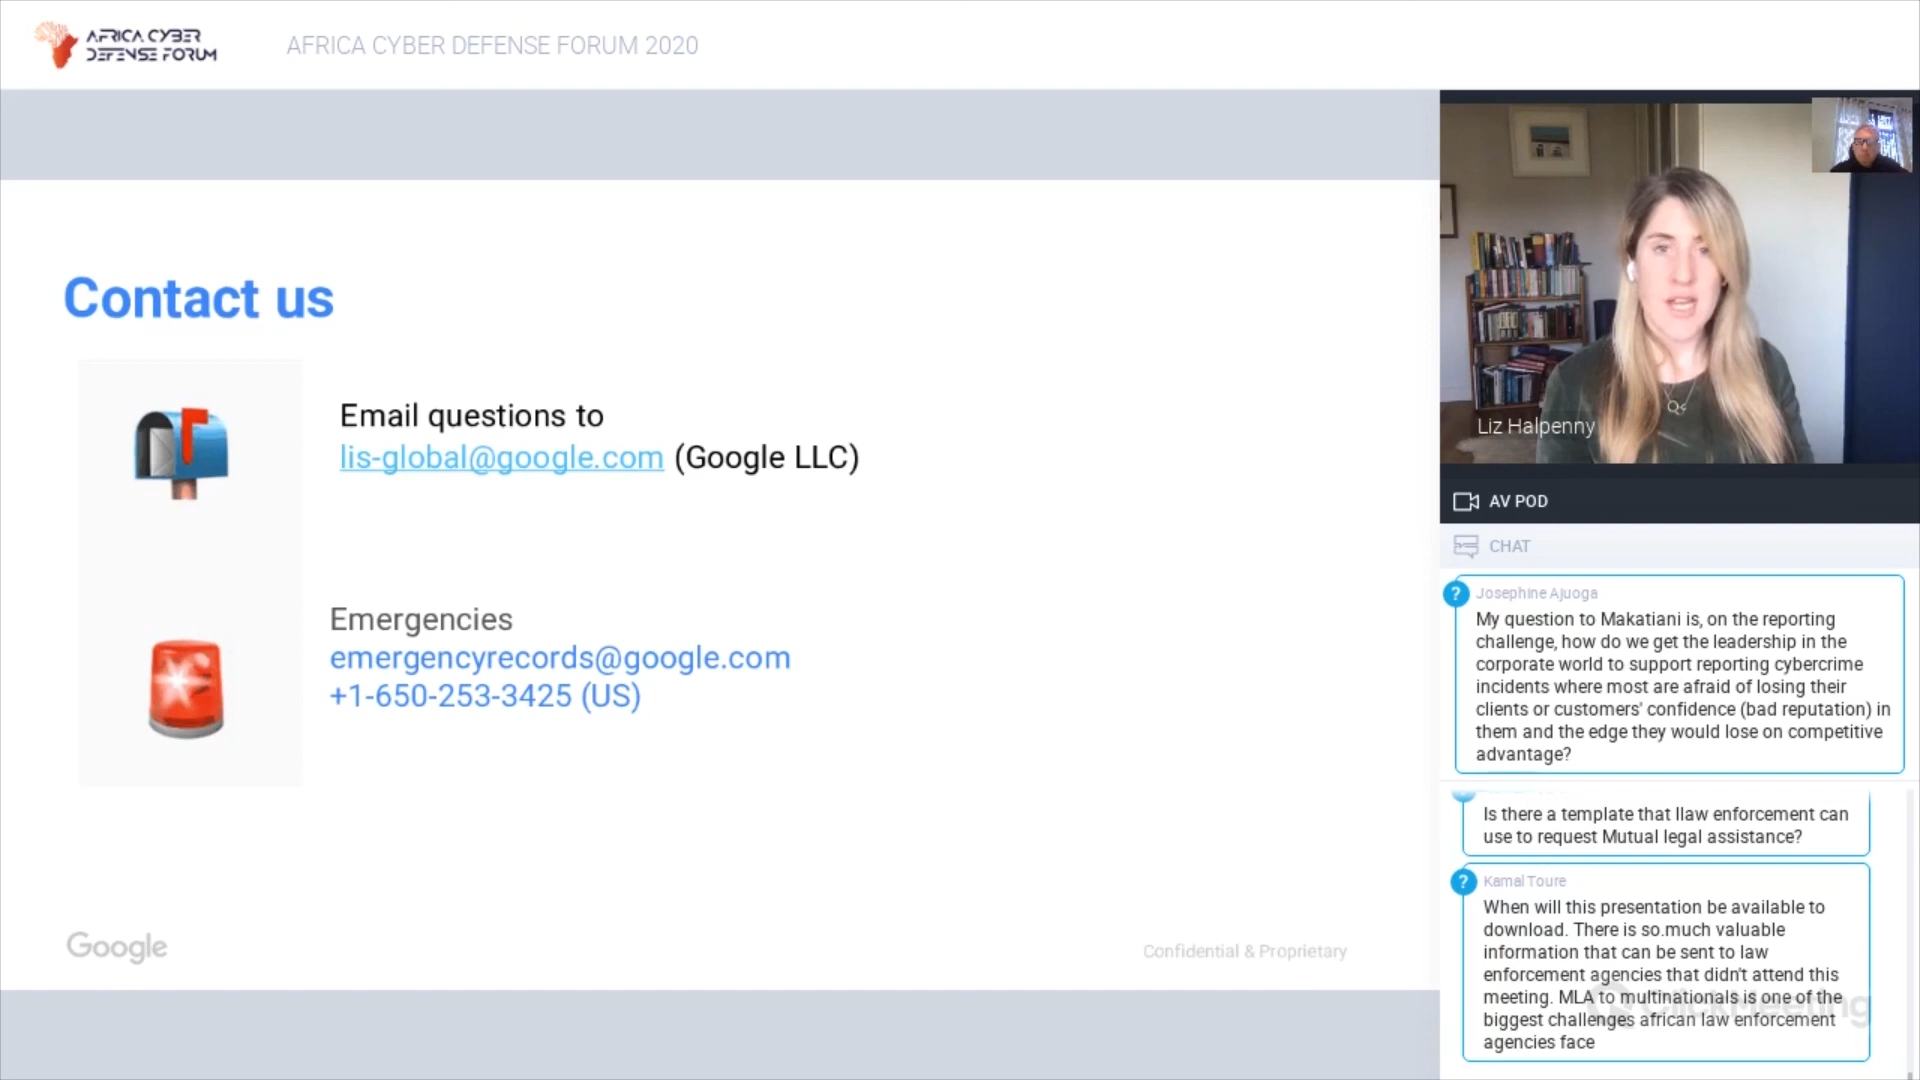 AFRICA CYBER
DEFENSE FORUM
AFRICA CYBER DEFENSE FORUM 2020
Contact us
Email questions to
lis-global@google.com (Google LLC)
Emergencies
emergencyrecords@google.com
+1-650-253-3425 (US)
Google
Confidential & Proprietary
Liz Halpenny
AV POD
CHAT
?
Josephine Ajuoga
My question to Makatiani is, on the reporting
challenge, how do we get the leadership in the
corporate world to support reporting cybercrime
incidents where most are afraid of losing their
clients or customers' confidence (bad reputation) in
them and the edge they would lose on competitive
advantage?
Is there a template that llaw enforcement can
use to request Mutual legal assistance?
?
Kamal Toure
When will this presentation be available to
download. There is so.much valuable
information that can be sent to law
enforcement agencies that didn't attend this
meeting. MLA to multinationals is one of the
biggest challenges african law enforcement
agencies face
ClickMeeting